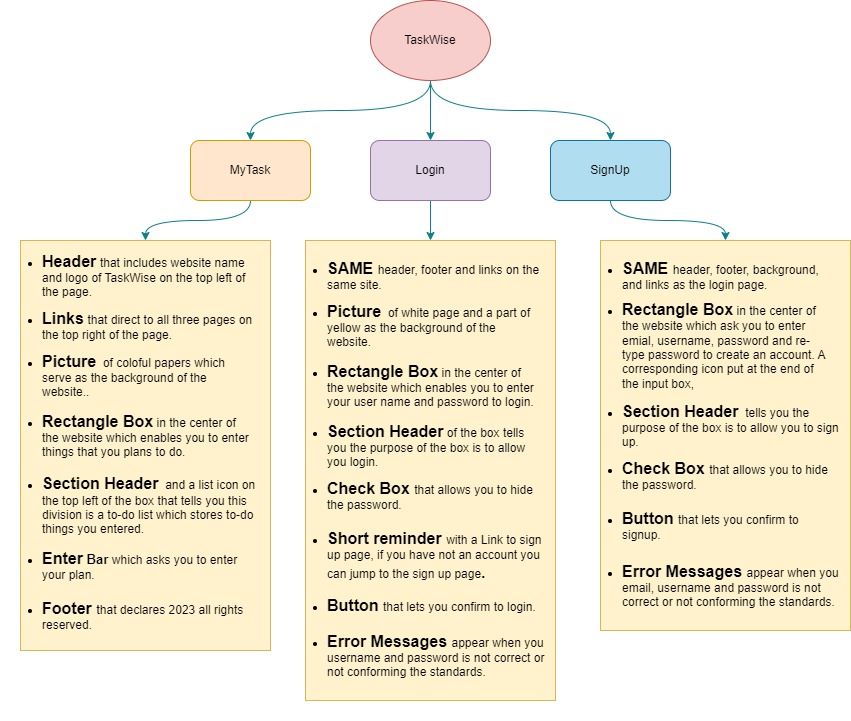 TaskWise
MyTask
Login
SignUp
• Header that includes website name
and logo of TaskWise on the top left of
the page.
• Links that direct to all three pages on
the top right of the page.
• Picture of coloful papers which
serve as the background of the
website..
• Rectangle Box in the center of
the website which enables you to enter
things that you plans to do.
• Section Header and a list icon on
the top left of the box that tells you this
division is a to-do list which stores to-do
things you entered.
• Enter Bar which asks you to enter
your plan.
• Footer that declares 2023 all rights
reserved.
• SAME header, footer and links on the
same site.
• Picture of white page and a part of
yellow as the background of the
website.
• Rectangle Box in the center of
the website which enables you to enter
your user name and password to login.
• Section Header of the box tells
you the purpose of the box is to allow
you login.
• Check Box that allows you to hide
the password.
• Short reminder with a Link to sign
up page, if you have not an account you
can jump to the sign up page.
• Button that lets you confirm to login.
• Error Messages appear when you
username and password is not correct or
not conforming the standards.
• SAME header, footer, background,
and links as the login page.
• Rectangle Box in the center of
the website which ask you to enter
emial, username, password and re-
type password to create an account. A
corresponding icon put at the end of
the input box,
• Section Header tells you the
purpose of the box is to allow you to sign
up.
• Check Box that allows you to hide
the password.
• Button that lets you confirm to
signup.
• Error Messages appear when you
email, username and password is not
correct or not conforming the standards.